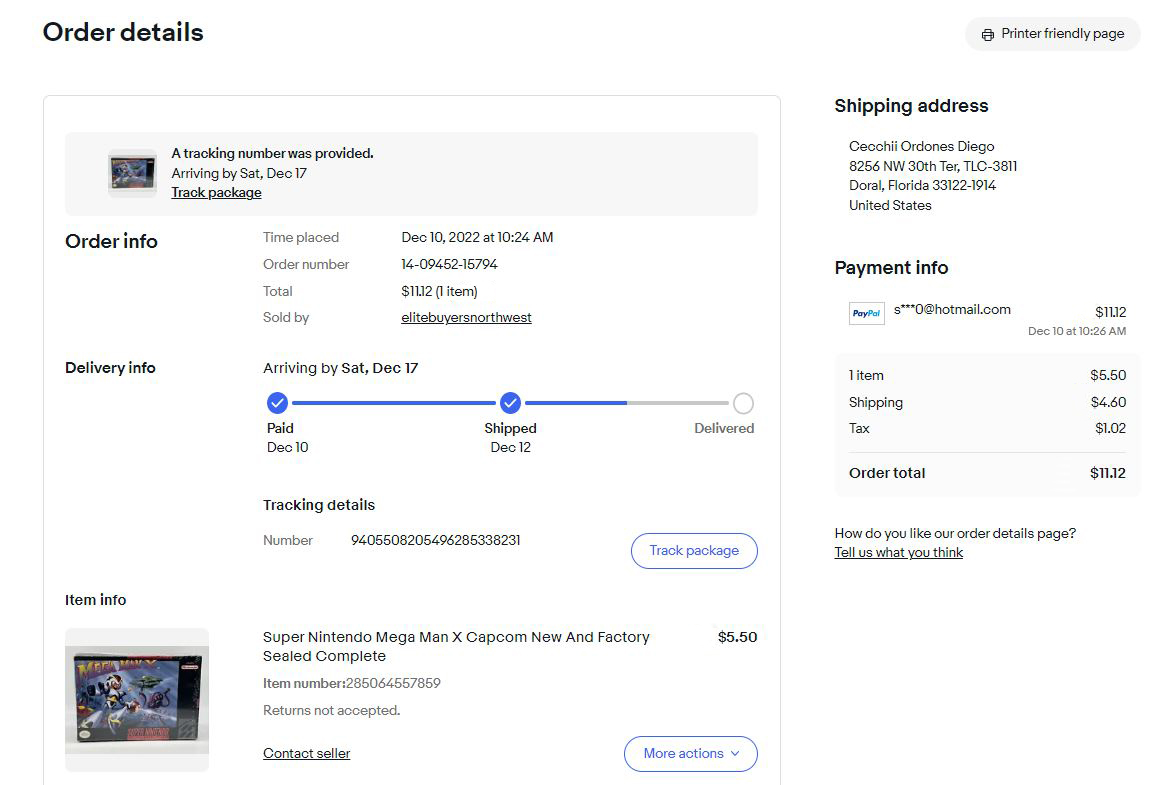 Order details
Printer friendly page
A tracking number was provided.
Arriving by Sat, Dec 17
Track package
Order info
Time placed Dec 10, 2022 at 10:24 AM
Order number 14-09452-15794
Total $11.12 (1 item)
Sold by elitebuyersnorthwest
Delivery info
Arriving by Sat, Dec 17
Paid Shipped Delivered
Dec 10 Dec 12
Tracking details
Number 9405508205496285338231
Track package
Item info
MEGA MAN X
Super Nintendo Mega Man X Capcom New And Factory
Sealed Complete
$5.50
Item number:285064557859
Returns not accepted.
Contact seller
More actions
Shipping address
Cecchii Ordones Diego
8256 NW 30th Ter, TLC-3811
Doral, Florida 33122-1914
United States
Payment info
PayPal s***0@hotmail.com $11.12
Dec 10 at 10:26 AM
1 item $5.50
Shipping $4.60
Tax $1.02
Order total $11.12
How do you like our order details page?
Tell us what you think